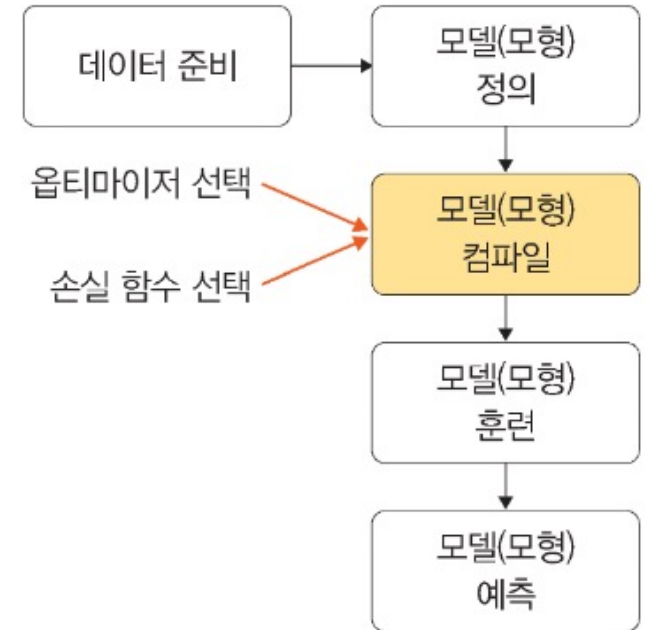 데이터 준비
모델(모형)
정의
옵티마이저 선택
손실 함수 선택
모델(모형)
컴파일
모델(모형)
훈련
모델(모형)
예측